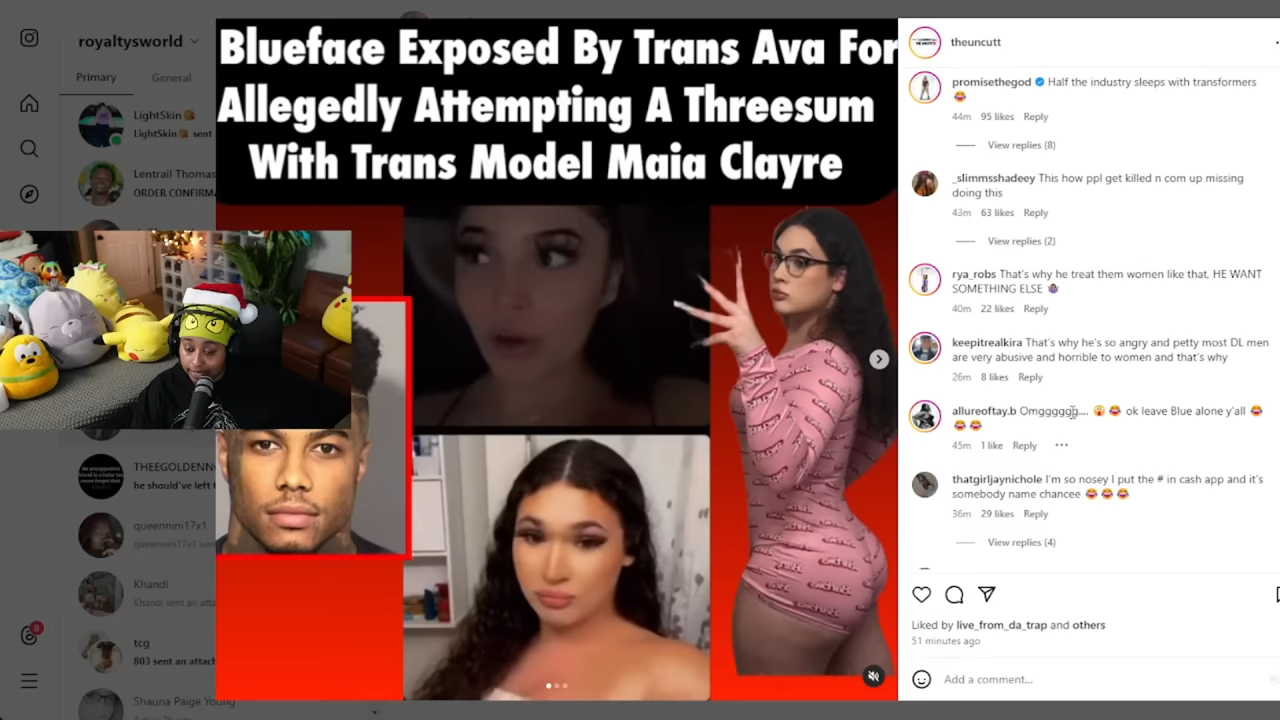 royaltysworld
Primary
General
LightSkin
LightSkin sent
Lentrail Thomas
ORDER CONFIRMA
THEEGOLDENN
he should've left t
queennini17x1
queennini17x1 sen
Khandi
Khandi sent an atta
tcg
803 sent an attach
Shauna Paige Young
8
Blueface Exposed By Trans Ava For
Allegedly Attempting A Threesum
With Trans Model Maia Clayre
theuncutt
promisethegod Half the industry sleeps with transformers
😂
44m 95 likes Reply
View replies (8)
_slimmsshadeey This how ppl get killed n com up missing
doing this
43m 63 likes Reply
View replies (2)
rya_robs That's why he treat them women like that, HE WANT
SOMETHING ELSE 🤷🏾‍♀️
40m 22 likes Reply
keepitrealkira That's why he's so angry and petty most DL men
are very abusive and horrible to women and that's why
26m 8 likes Reply
allureoftay.b Omgggggg.... 😲 😂 ok leave Blue alone y'all 😂
😂 😂
45m 1 like Reply ...
thatgirljaynichole I'm so nosey I put the # in cash app and it's
somebody name chancee 😂 😂 😂
36m 29 likes Reply
View replies (4)
Liked by live_from_da_trap and others
51 minutes ago
Add a comment...